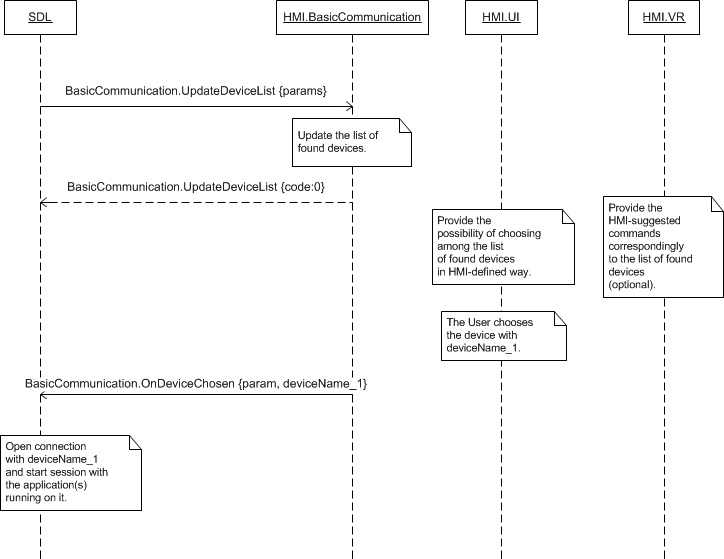 SDL
HMI.BasicCommunication
HMI.UI
HMI.VR
BasicCommunication.UpdateDeviceList {params}
Update the list of
found devices.
BasicCommunication.UpdateDeviceList {code:0}
Provide the
possibility of choosing
among the list
of found devices
in HMI-defined way.
Provide the
HMI-suggested
commands
correspondingly
to the list of found
devices
(optional).
The User chooses
the device with
deviceName_1.
BasicCommunication.OnDeviceChosen {param, deviceName_1}
Open connection
with deviceName_1
and start session with
the application(s)
running on it.